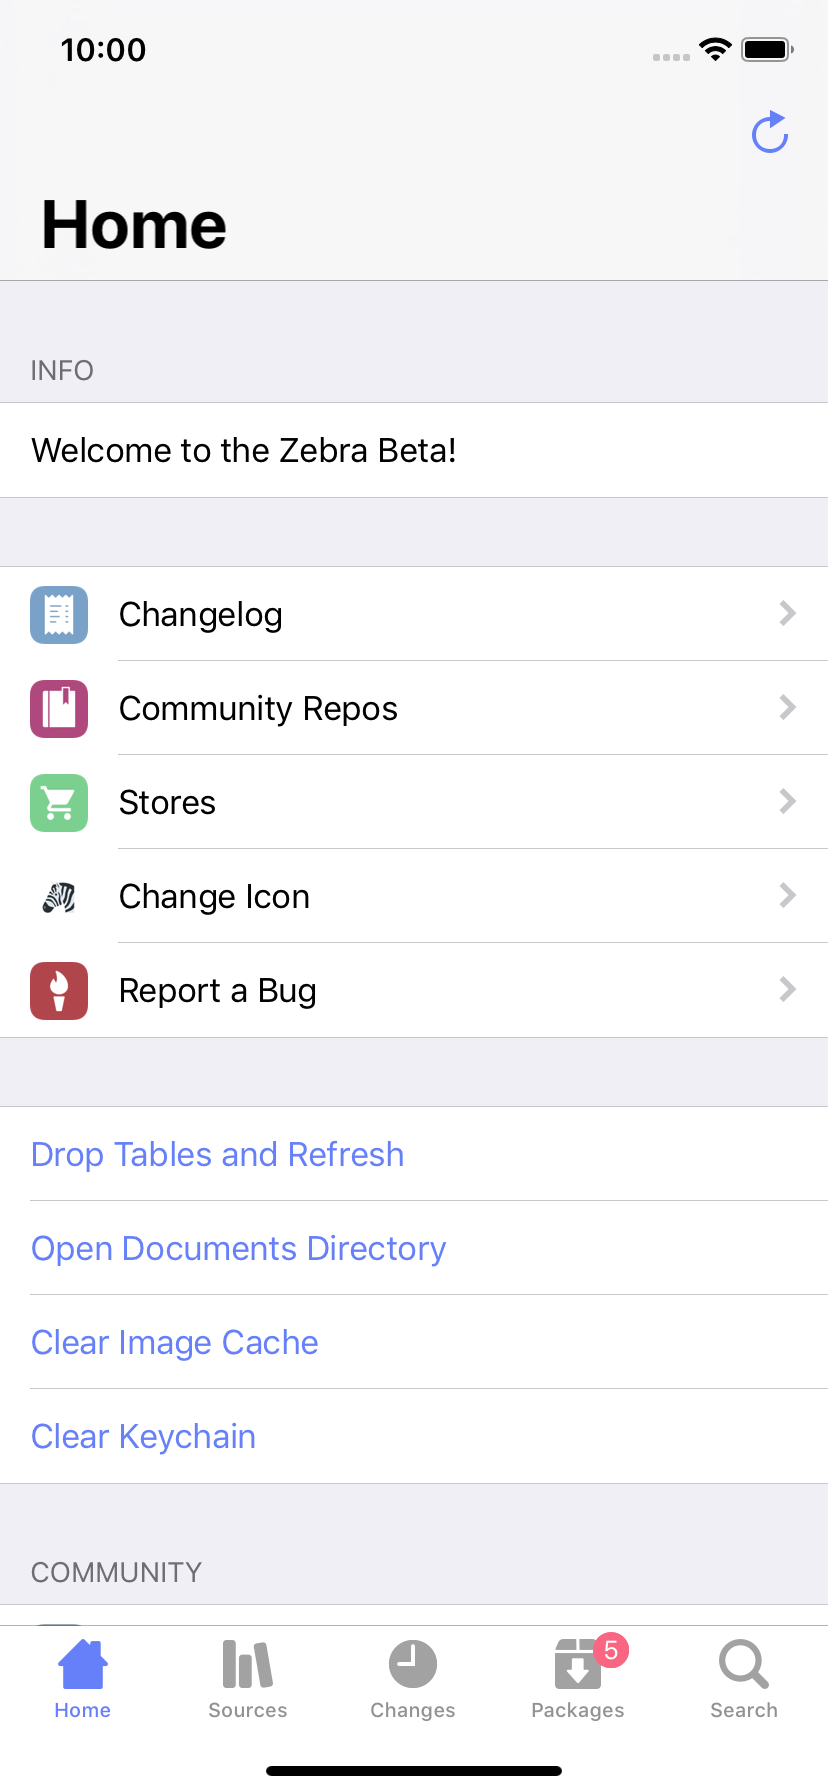 10:00
Home
INFO
Welcome to the Zebra Beta!
Changelog
Community Repos
Stores
Change Icon
Report a Bug
Drop Tables and Refresh
Open Documents Directory
Clear Image Cache
Clear Keychain
COMMUNITY
5
Home Sources Changes Packages Search